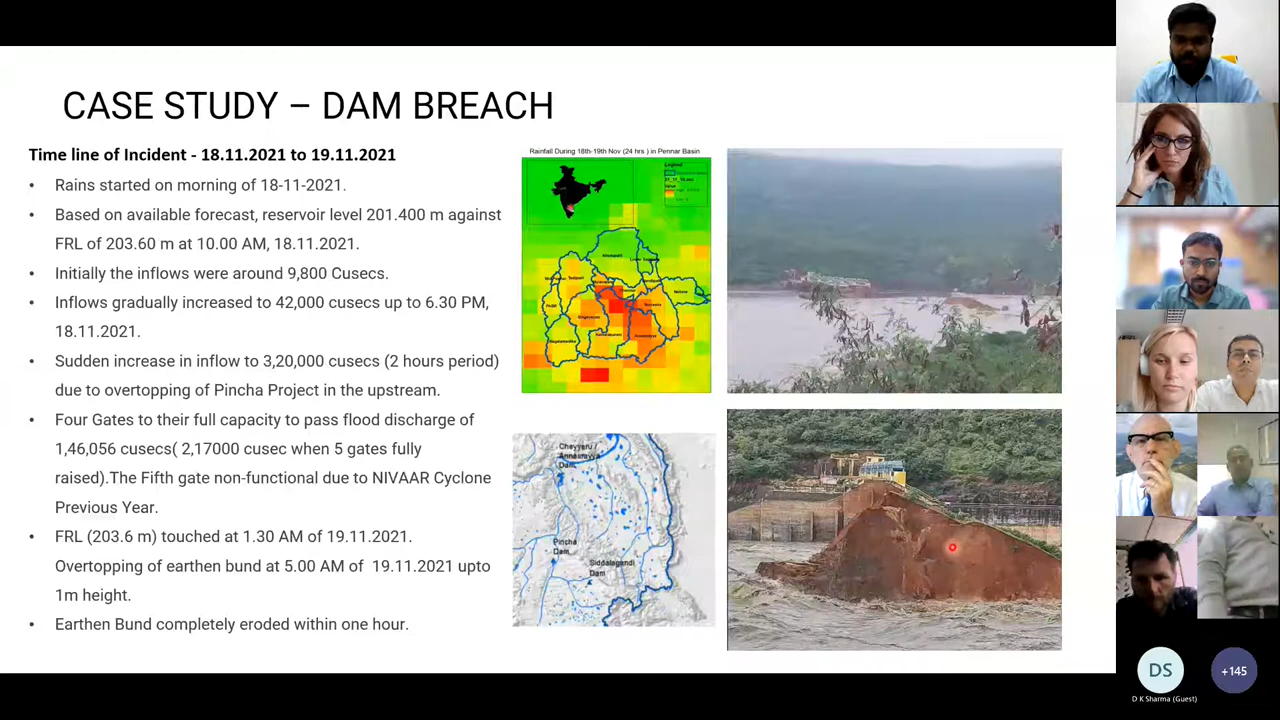 CASE STUDY – DAM BREACH
Time line of Incident - 18.11.2021 to 19.11.2021
• Rains started on morning of 18-11-2021.
• Based on available forecast, reservoir level 201.400 m against
FRL of 203.60 m at 10.00 AM, 18.11.2021.
• Initially the inflows were around 9,800 Cusecs.
• Inflows gradually increased to 42,000 cusecs up to 6.30 PM,
18.11.2021.
• Sudden increase in inflow to 3,20,000 cusecs (2 hours period)
due to overtopping of Pincha Project in the upstream.
• Four Gates to their full capacity to pass flood discharge of
1,46,056 cusecs( 2,17000 cusec when 5 gates fully
raised).The Fifth gate non-functional due to NIVAAR Cyclone
Previous Year.
• FRL (203.6 m) touched at 1.30 AM of 19.11.2021.
Overtopping of earthen bund at 5.00 AM of 19.11.2021 upto
1m height.
• Earthen Bund completely eroded within one hour.
Rainfall During 18th-19th Nov (24 hrs ) in Pennar Basin
Legend
Value
Cheyyeru /
Annamayya
Dam
Pincha
Dam
Siddalagandi
Dam
DS
+145
D K Sharma (Guest)